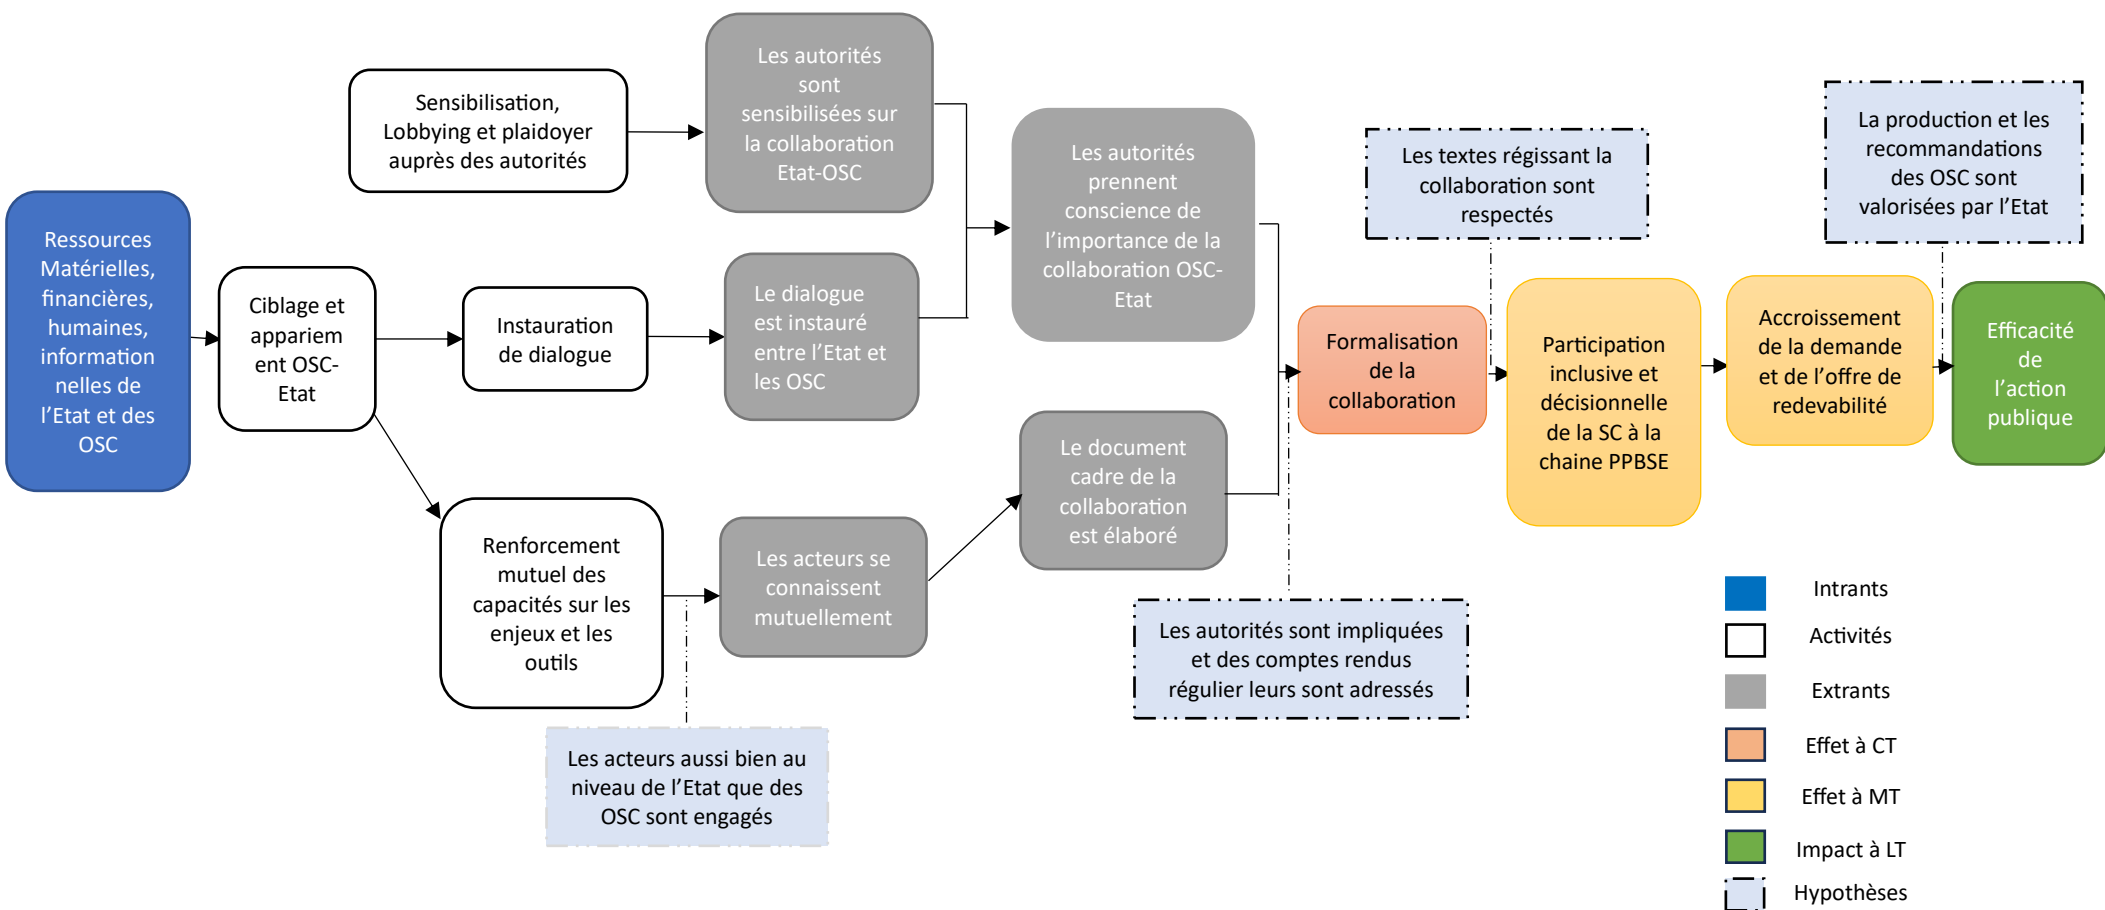 Ressources
Matérielles,
financières,
humaines,
information
nelles de
l’Etat et des
OSC
Ciblage et
appariem
ent OSC-
Etat
Sensibilisation,
Lobbying et plaidoyer
auprès des autorités
Instauration
de dialogue
Renforcement
mutuel des
capacités sur les
enjeux et les
outils
Les acteurs aussi bien au
niveau de l’Etat que des
OSC sont engagés
Les autorités
sont
sensibilisées sur
la collaboration
Etat-OSC
Le dialogue
est instauré
entre l’Etat et
les OSC
Les acteurs se
connaissent
mutuellement
Les autorités
prennent
conscience de
l’importance de la
collaboration OSC-
Etat
Le document
cadre de la
collaboration
est élaboré
Les autorités sont impliquées
et des comptes rendus
régulier leurs sont adressés
Formalisation
de la
collaboration
Les textes régissant la
collaboration sont
respectés
Participation
inclusive et
décisionnelle
de la SC à la
chaine PPBSE
Accroissement
de la demande
et de l’offre de
redevabilité
La production et les
recommandations
des OSC sont
valorisées par l’Etat
Efficacité
de
l’action
publique
Intrants
Activités
Extrants
Effet à CT
Effet à MT
Impact à LT
Hypothèses